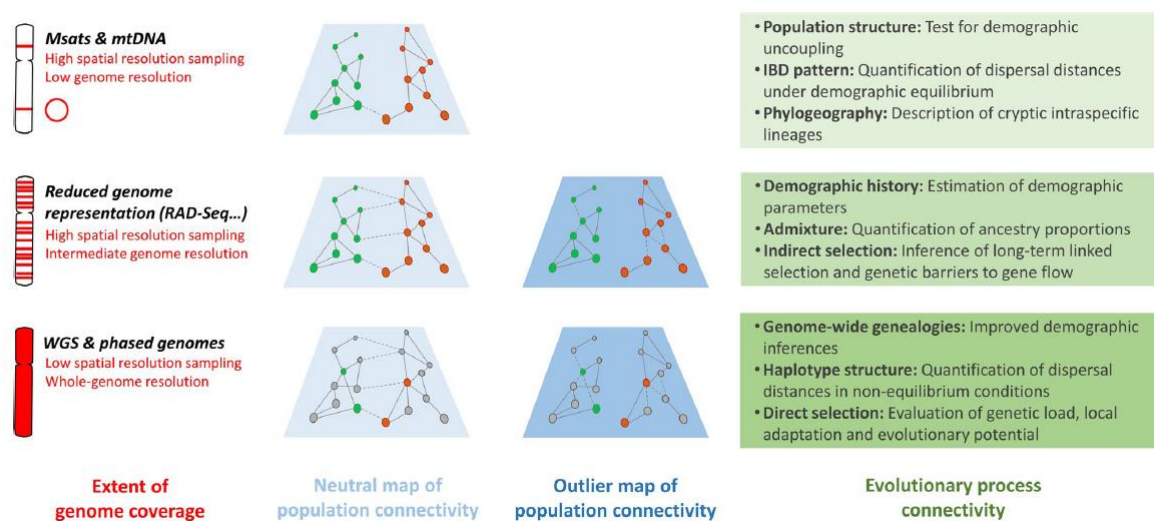 Msats & mtDNA
High spatial resolution sampling
Low genome resolution
• Population structure: Test for demographic
uncoupling
• IBD pattern: Quantification of dispersal distances
under demographic equilibrium
• Phylogeography: Description of cryptic intraspecific
lineages
Reduced genome
representation (RAD-Seq...)
High spatial resolution sampling
Intermediate genome resolution
• Demographic history: Estimation of demographic
parameters
• Admixture: Quantification of ancestry proportions
• Indirect selection: Inference of long-term linked
selection and genetic barriers to gene flow
WGS & phased genomes
Low spatial resolution sampling
Whole-genome resolution
• Genome-wide genealogies: Improved demographic
inferences
• Haplotype structure: Quantification of dispersal
distances in non-equilibrium conditions
• Direct selection: Evaluation of genetic load, local
adaptation and evolutionary potential
Extent of
genome coverage
Neutral map of
population connectivity
Outlier map of
population connectivity
Evolutionary process
connectivity